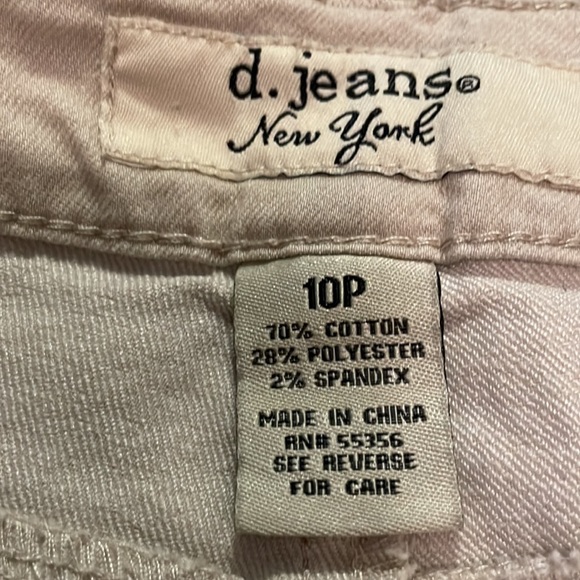 d. jeans®
New York
10P
70% COTTON
28% POLYESTER
2% SPANDEX
MADE IN CHINA
RN# 55356
SEE REVERSE
FOR CARE